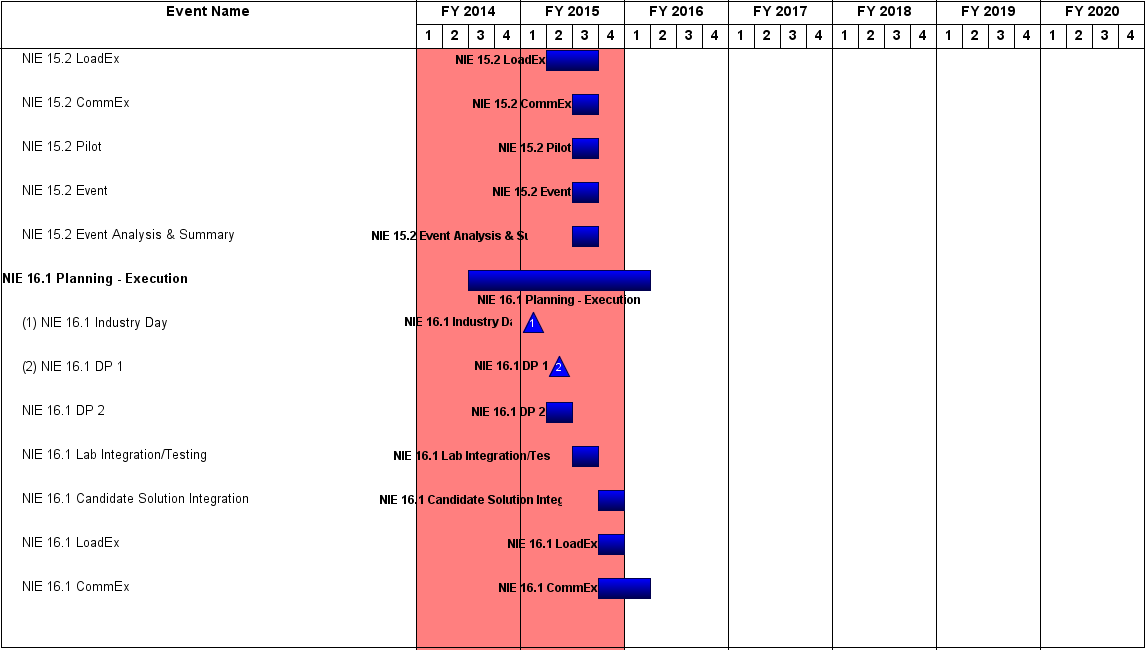 Event Name FY 2014 FY 2015 FY 2016 FY 2017 FY 2018 FY 2019 FY 2020
1 2 3 4 1 2 3 4 1 2 3 4 1 2 3 4 1 2 3 4 1 2 3 4 1 2 3 4
NIE 15.2 LoadEx NIE 15.2 LoadEx
NIE 15.2 CommEx NIE 15.2 CommEx
NIE 15.2 Pilot NIE 15.2 Pilot
NIE 15.2 Event NIE 15.2 Event
NIE 15.2 Event Analysis & Summary NIE 15.2 Event Analysis & Su
NIE 16.1 Planning - Execution
NIE 16.1 Planning - Execution
(1) NIE 16.1 Industry Day NIE 16.1 Industry Da 1
(2) NIE 16.1 DP 1 NIE 16.1 DP 1 2
NIE 16.1 DP 2 NIE 16.1 DP 2
NIE 16.1 Lab Integration/Testing NIE 16.1 Lab Integration/Tes
NIE 16.1 Candidate Solution Integration NIE 16.1 Candidate Solution Integ
NIE 16.1 LoadEx NIE 16.1 LoadEx
NIE 16.1 CommEx NIE 16.1 CommEx